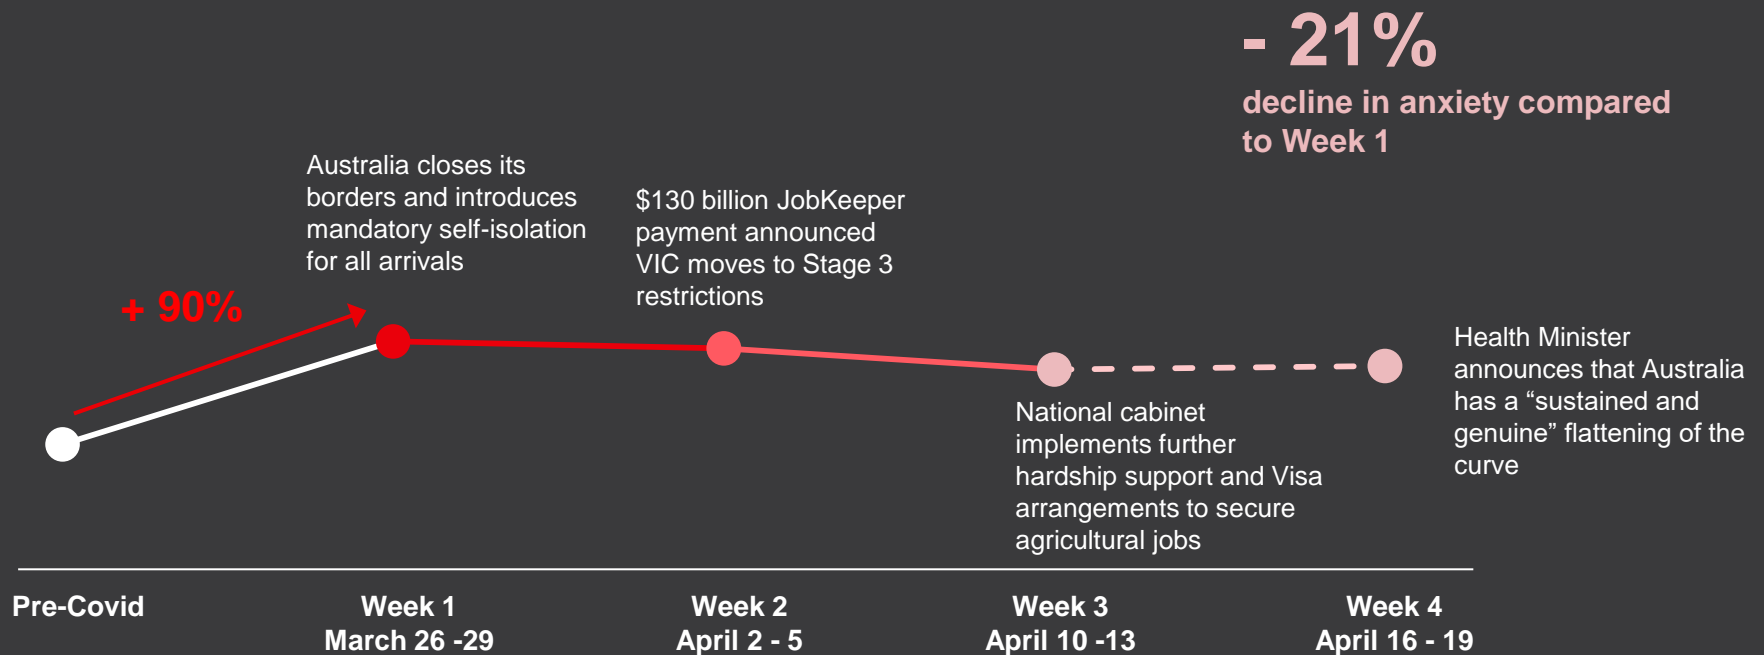 - 21%
decline in anxiety compared
to Week 1
Australia closes its
borders and introduces
mandatory self-isolation
for all arrivals
$130 billion JobKeeper
payment announced
VIC moves to Stage 3
restrictions
+ 90%
Health Minister
announces that Australia
has a “sustained and
genuine” flattening of the
curve
National cabinet
implements further
hardship support and Visa
arrangements to secure
agricultural jobs
Pre-Covid
Week 1
March 26 -29
Week 2
April 2 - 5
Week 3
April 10 -13
Week 4
April 16 - 19